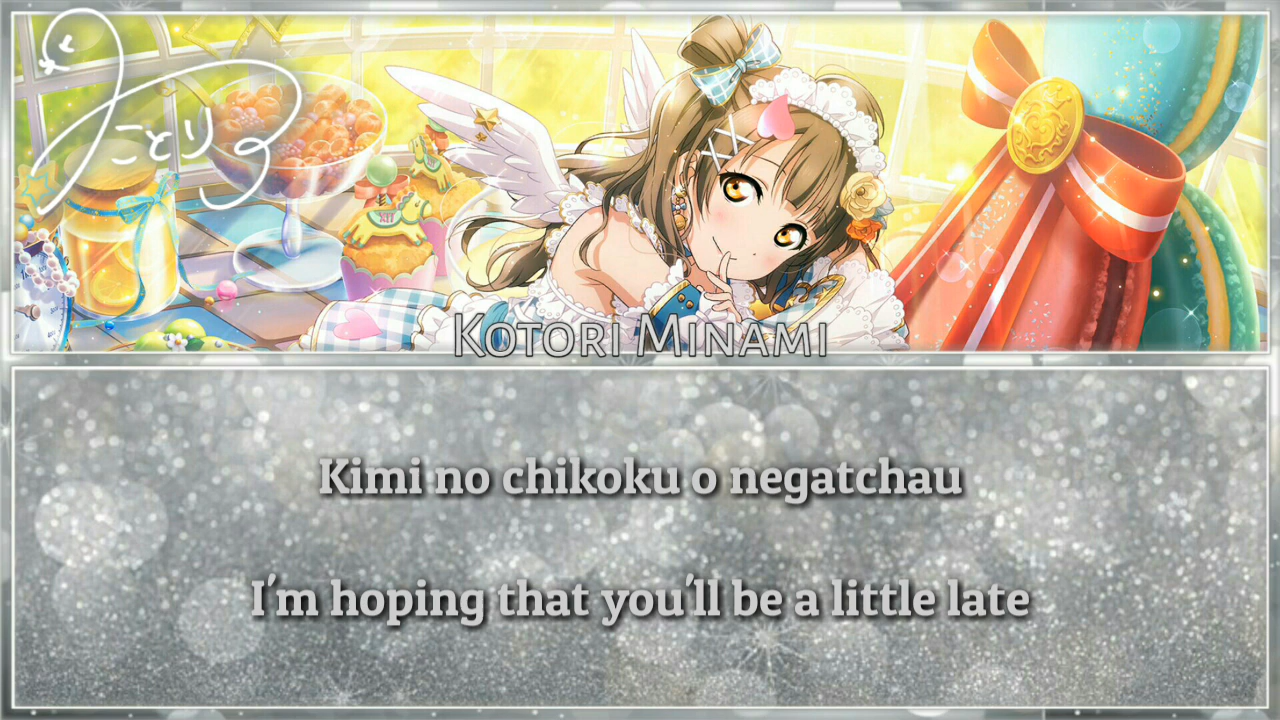 ことり
Kotori Minami
Kimi no chikoku o negatchau
I'm hoping that you'll be a little late